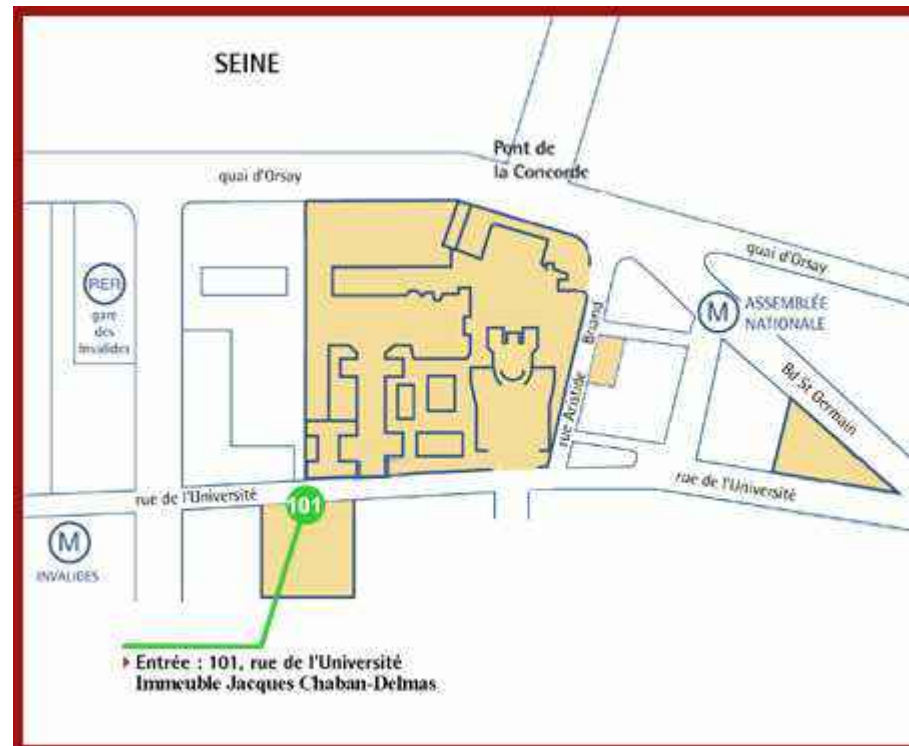 SEINE
Pont de
la Concorde
quai d'Orsay
quai d'Orsay
RER
gare
des
Invalides
M
ASSEMBLÉE
NATIONALE
rue Aristide Briand
Bd St Germain
rue de l'Université
rue de l'Université
101
M
INVALIDES
Entrée : 101, rue de l'Université
Immeuble Jacques Chaban-Delmas